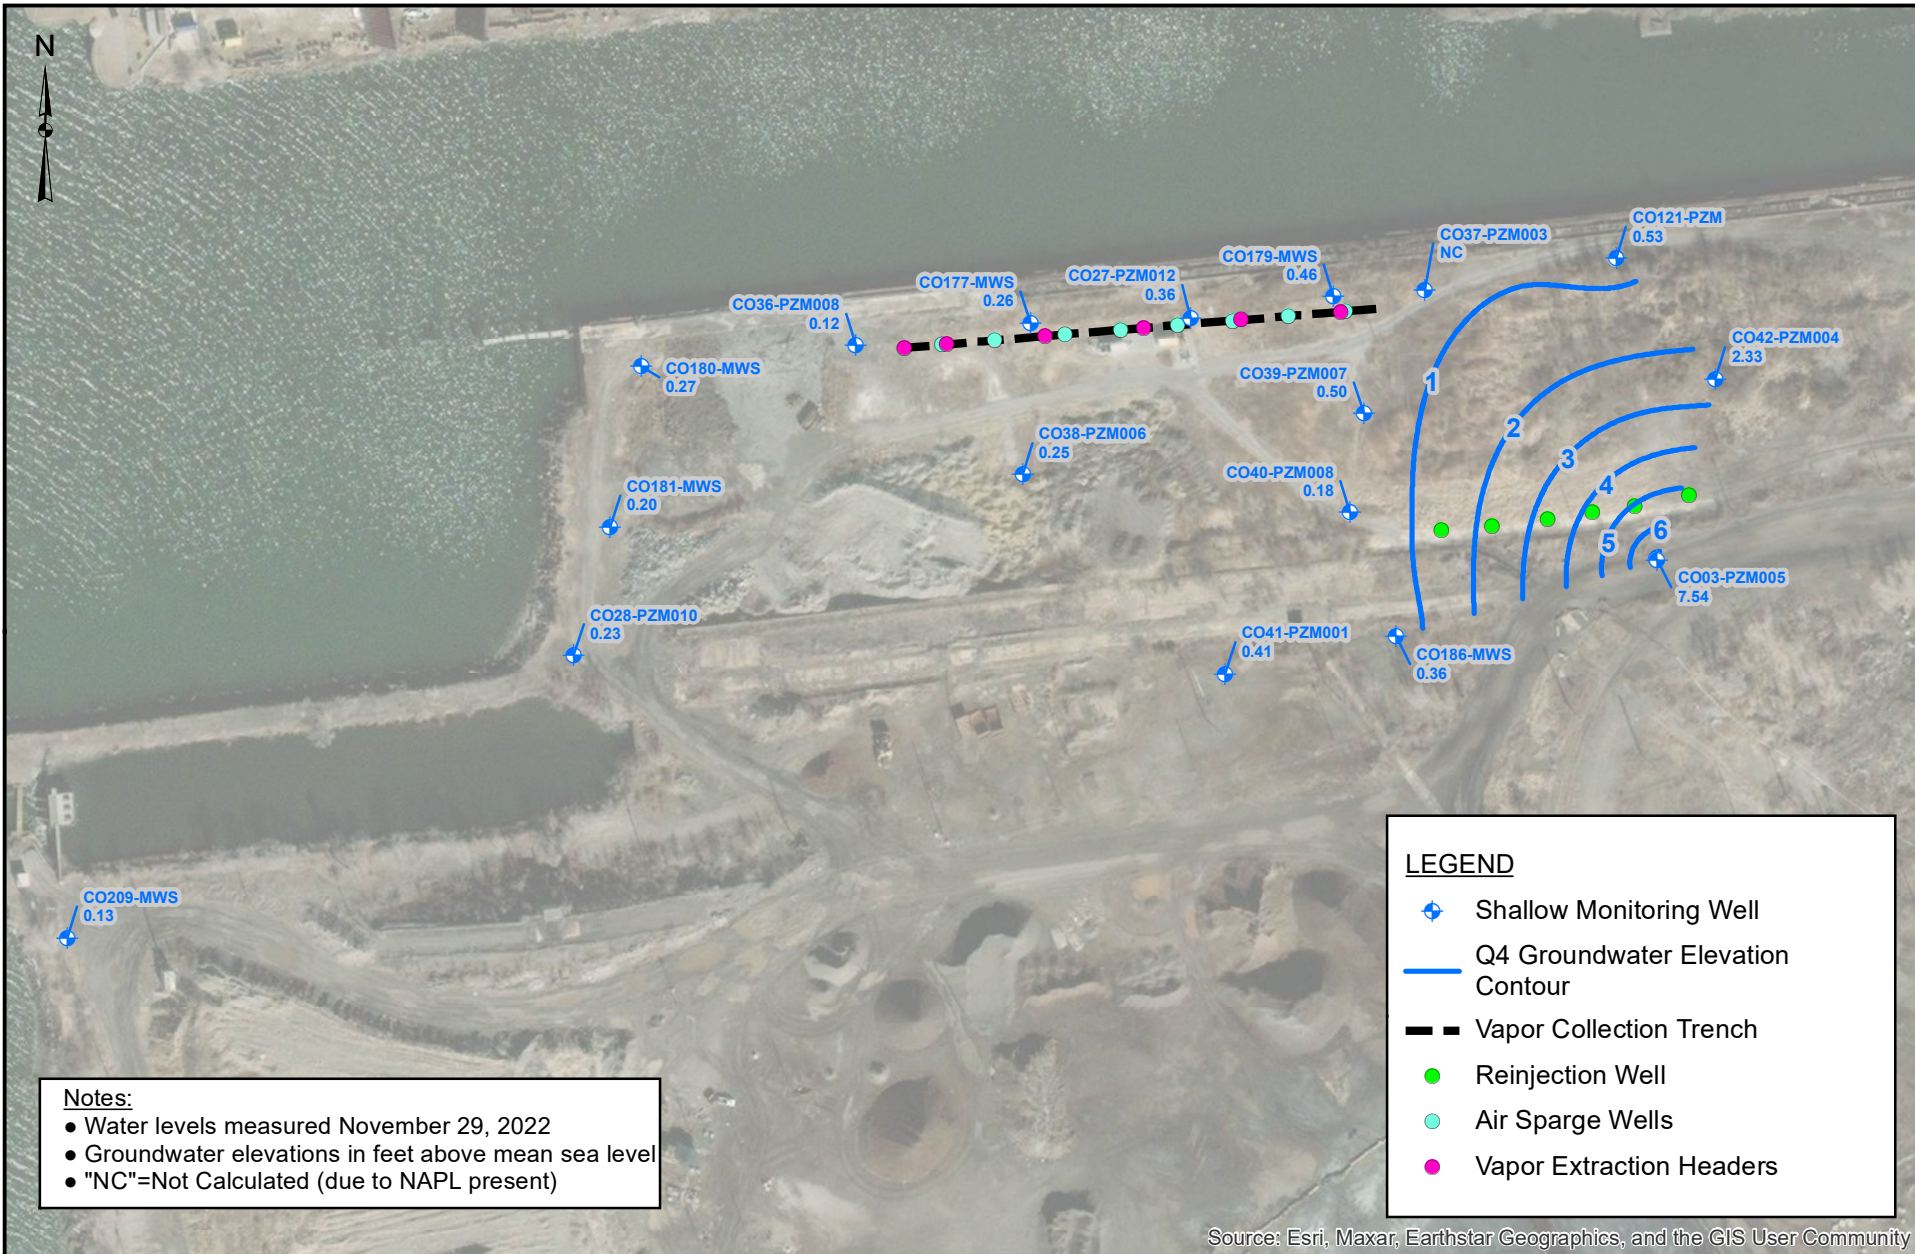 N
CO121-PZM
0.53
CO37-PZM003
NC
CO179-MWS
0.46
CO27-PZM012
0.36
CO177-MWS
0.26
CO36-PZM008
0.12
CO180-MWS
0.27
CO42-PZM004
2.33
CO39-PZM007
0.50
1
2
3
4
5
6
CO38-PZM006
0.25
CO40-PZM008
0.18
CO181-MWS
0.20
CO03-PZM005
7.54
CO28-PZM010
0.23
CO41-PZM001
0.41
CO186-MWS
0.36
CO209-MWS
0.13
LEGEND
Shallow Monitoring Well
Q4 Groundwater Elevation
Contour
Vapor Collection Trench
Reinjection Well
Air Sparge Wells
Vapor Extraction Headers
Notes:
● Water levels measured November 29, 2022
● Groundwater elevations in feet above mean sea level
● "NC"=Not Calculated (due to NAPL present)
Source: Esri, Maxar, Earthstar Geographics, and the GIS User Community